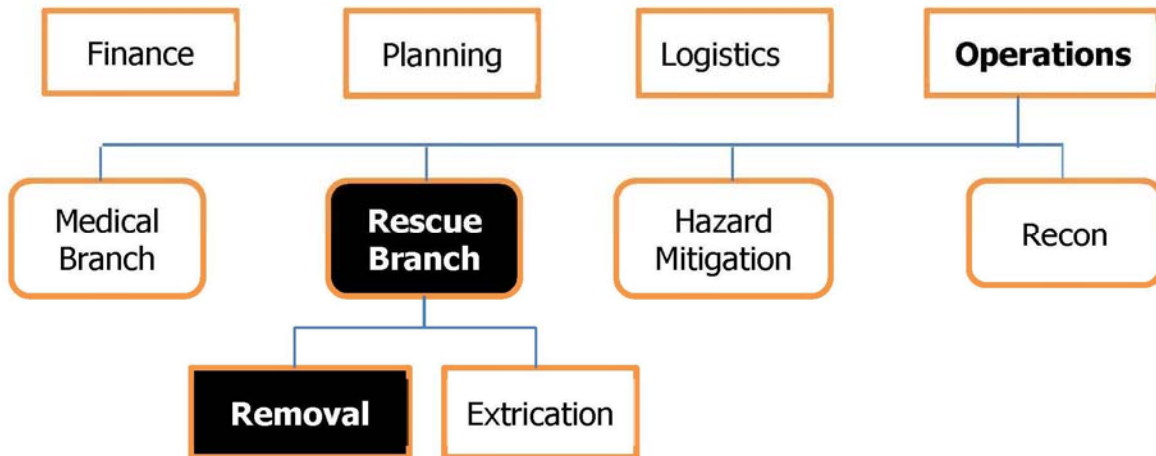 Finance
Planning
Logistics
Operations
Medical
Branch
Rescue
Branch
Hazard
Mitigation
Recon
Removal
Extrication